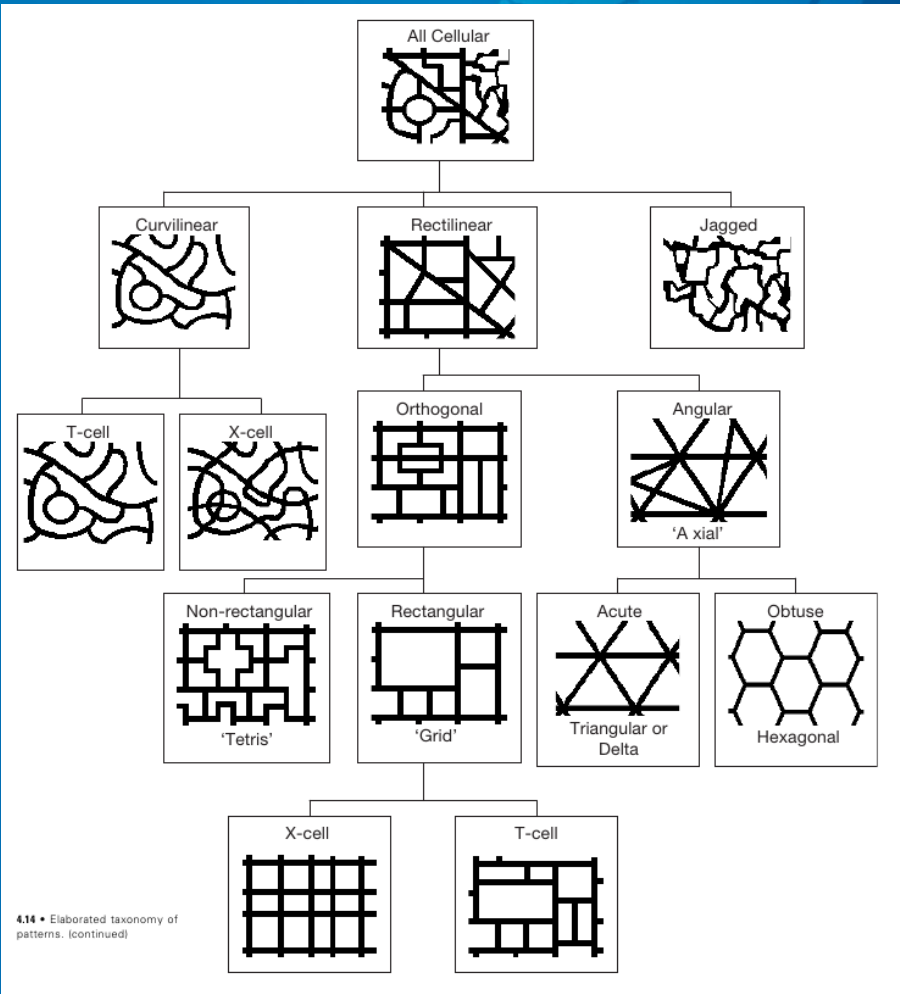 All Cellular
Curvilinear
Rectilinear
Jagged
T-cell
X-cell
Orthogonal
Angular
‘A xial’
Non-rectangular
‘Tetris’
Rectangular
‘Grid’
Acute
Triangular or
Delta
Obtuse
Hexagonal
X-cell
T-cell
4.14 • Elaborated taxonomy of
patterns. (continued)